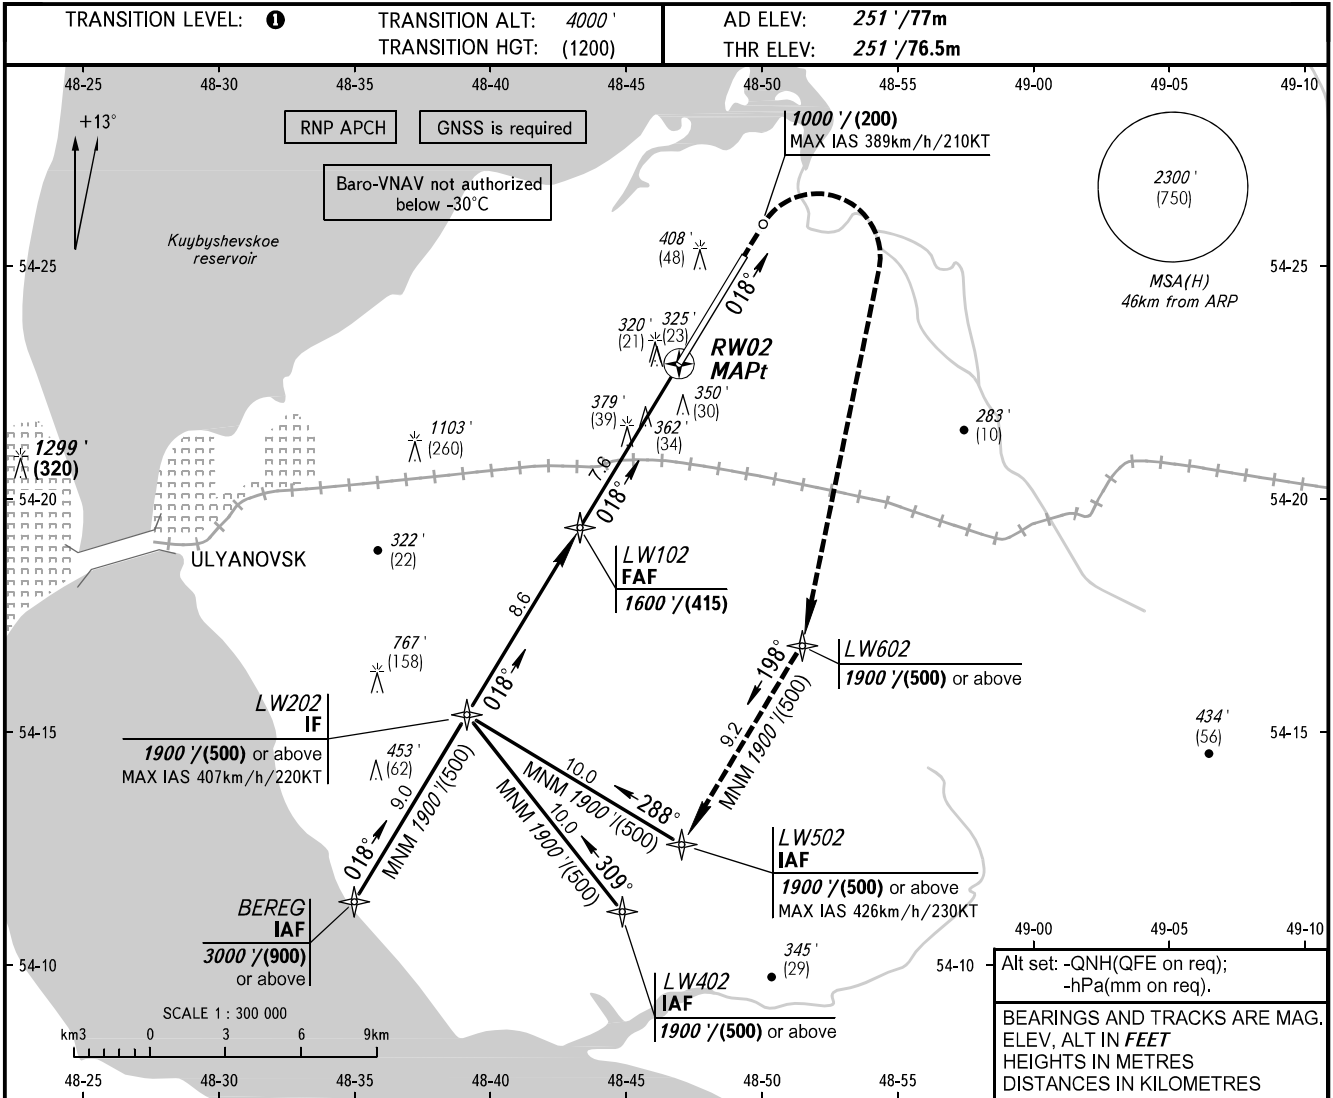 TRANSITION LEVEL: 1
TRANSITION ALT: 4000 '
TRANSITION HGT: (1200)
AD ELEV: 251 '/77m
THR ELEV: 251 '/76.5m
48-25 48-30 48-35 48-40 48-45 48-50 48-55 49-00 49-05 49-10
+13°
RNP APCH
GNSS is required
Baro-VNAV not authorized
below -30°C
1000 '/(200)
MAX IAS 389km/h/210KT
2300 '
(750)
MSA(H)
46km from ARP
Kuybyshevskoe
reservoir
54-25
54-25
408 '
(48)
018°
320 '
(21)
325 '
(23)
RW02
MAPt
350 '
(30)
379 '
(39)
362 '
(34)
283 '
(10)
1299 '
(320)
1103 '
(260)
7.6
018°
54-20
54-20
ULYANOVSK
322 '
(22)
LW102
FAF
1600 '/(415)
8.6
018°
767 '
(158)
LW602
1900 '/(500) or above
198°
9.2
MNM 1900 '/(500)
LW202
IF
1900 '/(500) or above
MAX IAS 407km/h/220KT
54-15
54-15
434 '
(56)
453 '
(62)
9.0
018°
MNM 1900 '/(500)
10.0
288°
MNM 1900 '/(500)
10.0
309°
MNM 1900 '/(500)
LW502
IAF
1900 '/(500) or above
MAX IAS 426km/h/230KT
BEREG
IAF
3000 '/(900)
or above
LW402
IAF
1900 '/(500) or above
345 '
(29)
54-10
54-10
49-00 49-05 49-10
SCALE 1 : 300 000
km3 0 3 6 9km
48-25 48-30 48-35 48-40 48-45 48-50 48-55
Alt set: -QNH(QFE on req);
-hPa(mm on req).
BEARINGS AND TRACKS ARE MAG.
ELEV, ALT IN FEET
HEIGHTS IN METRES
DISTANCES IN KILOMETRES